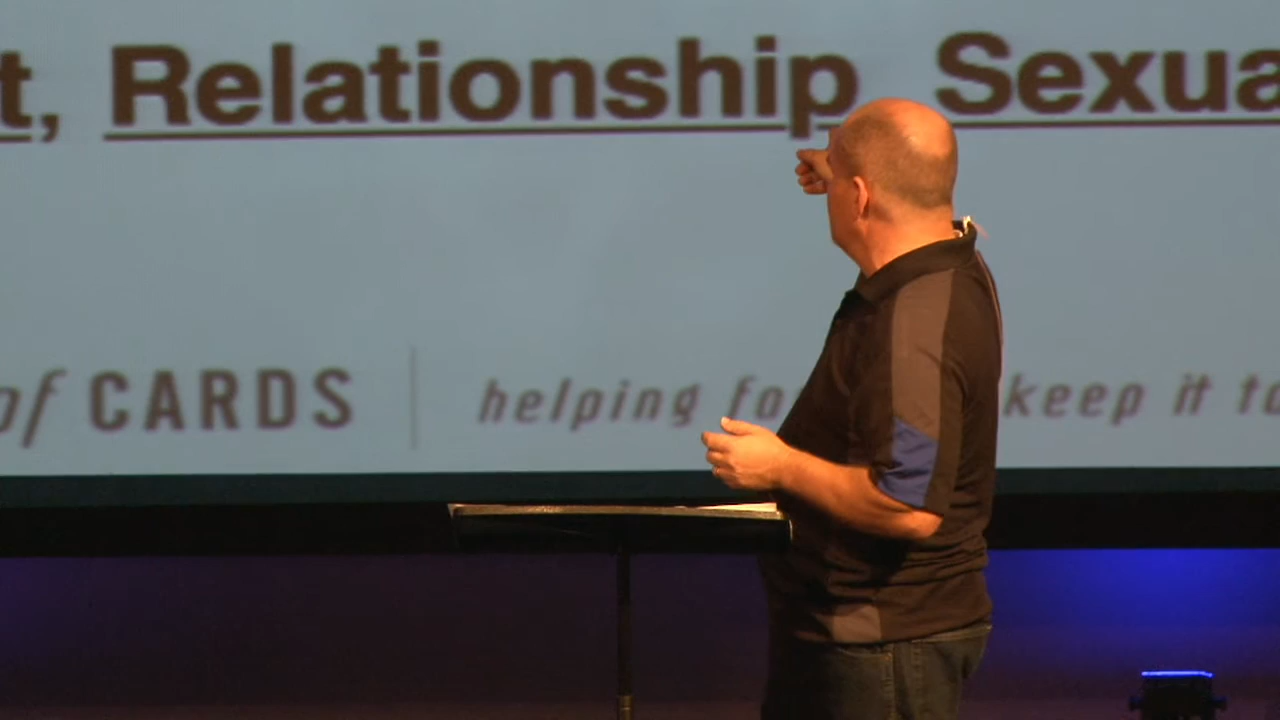 t, Relationship Sexua
of CARDS | helping fo keep it to